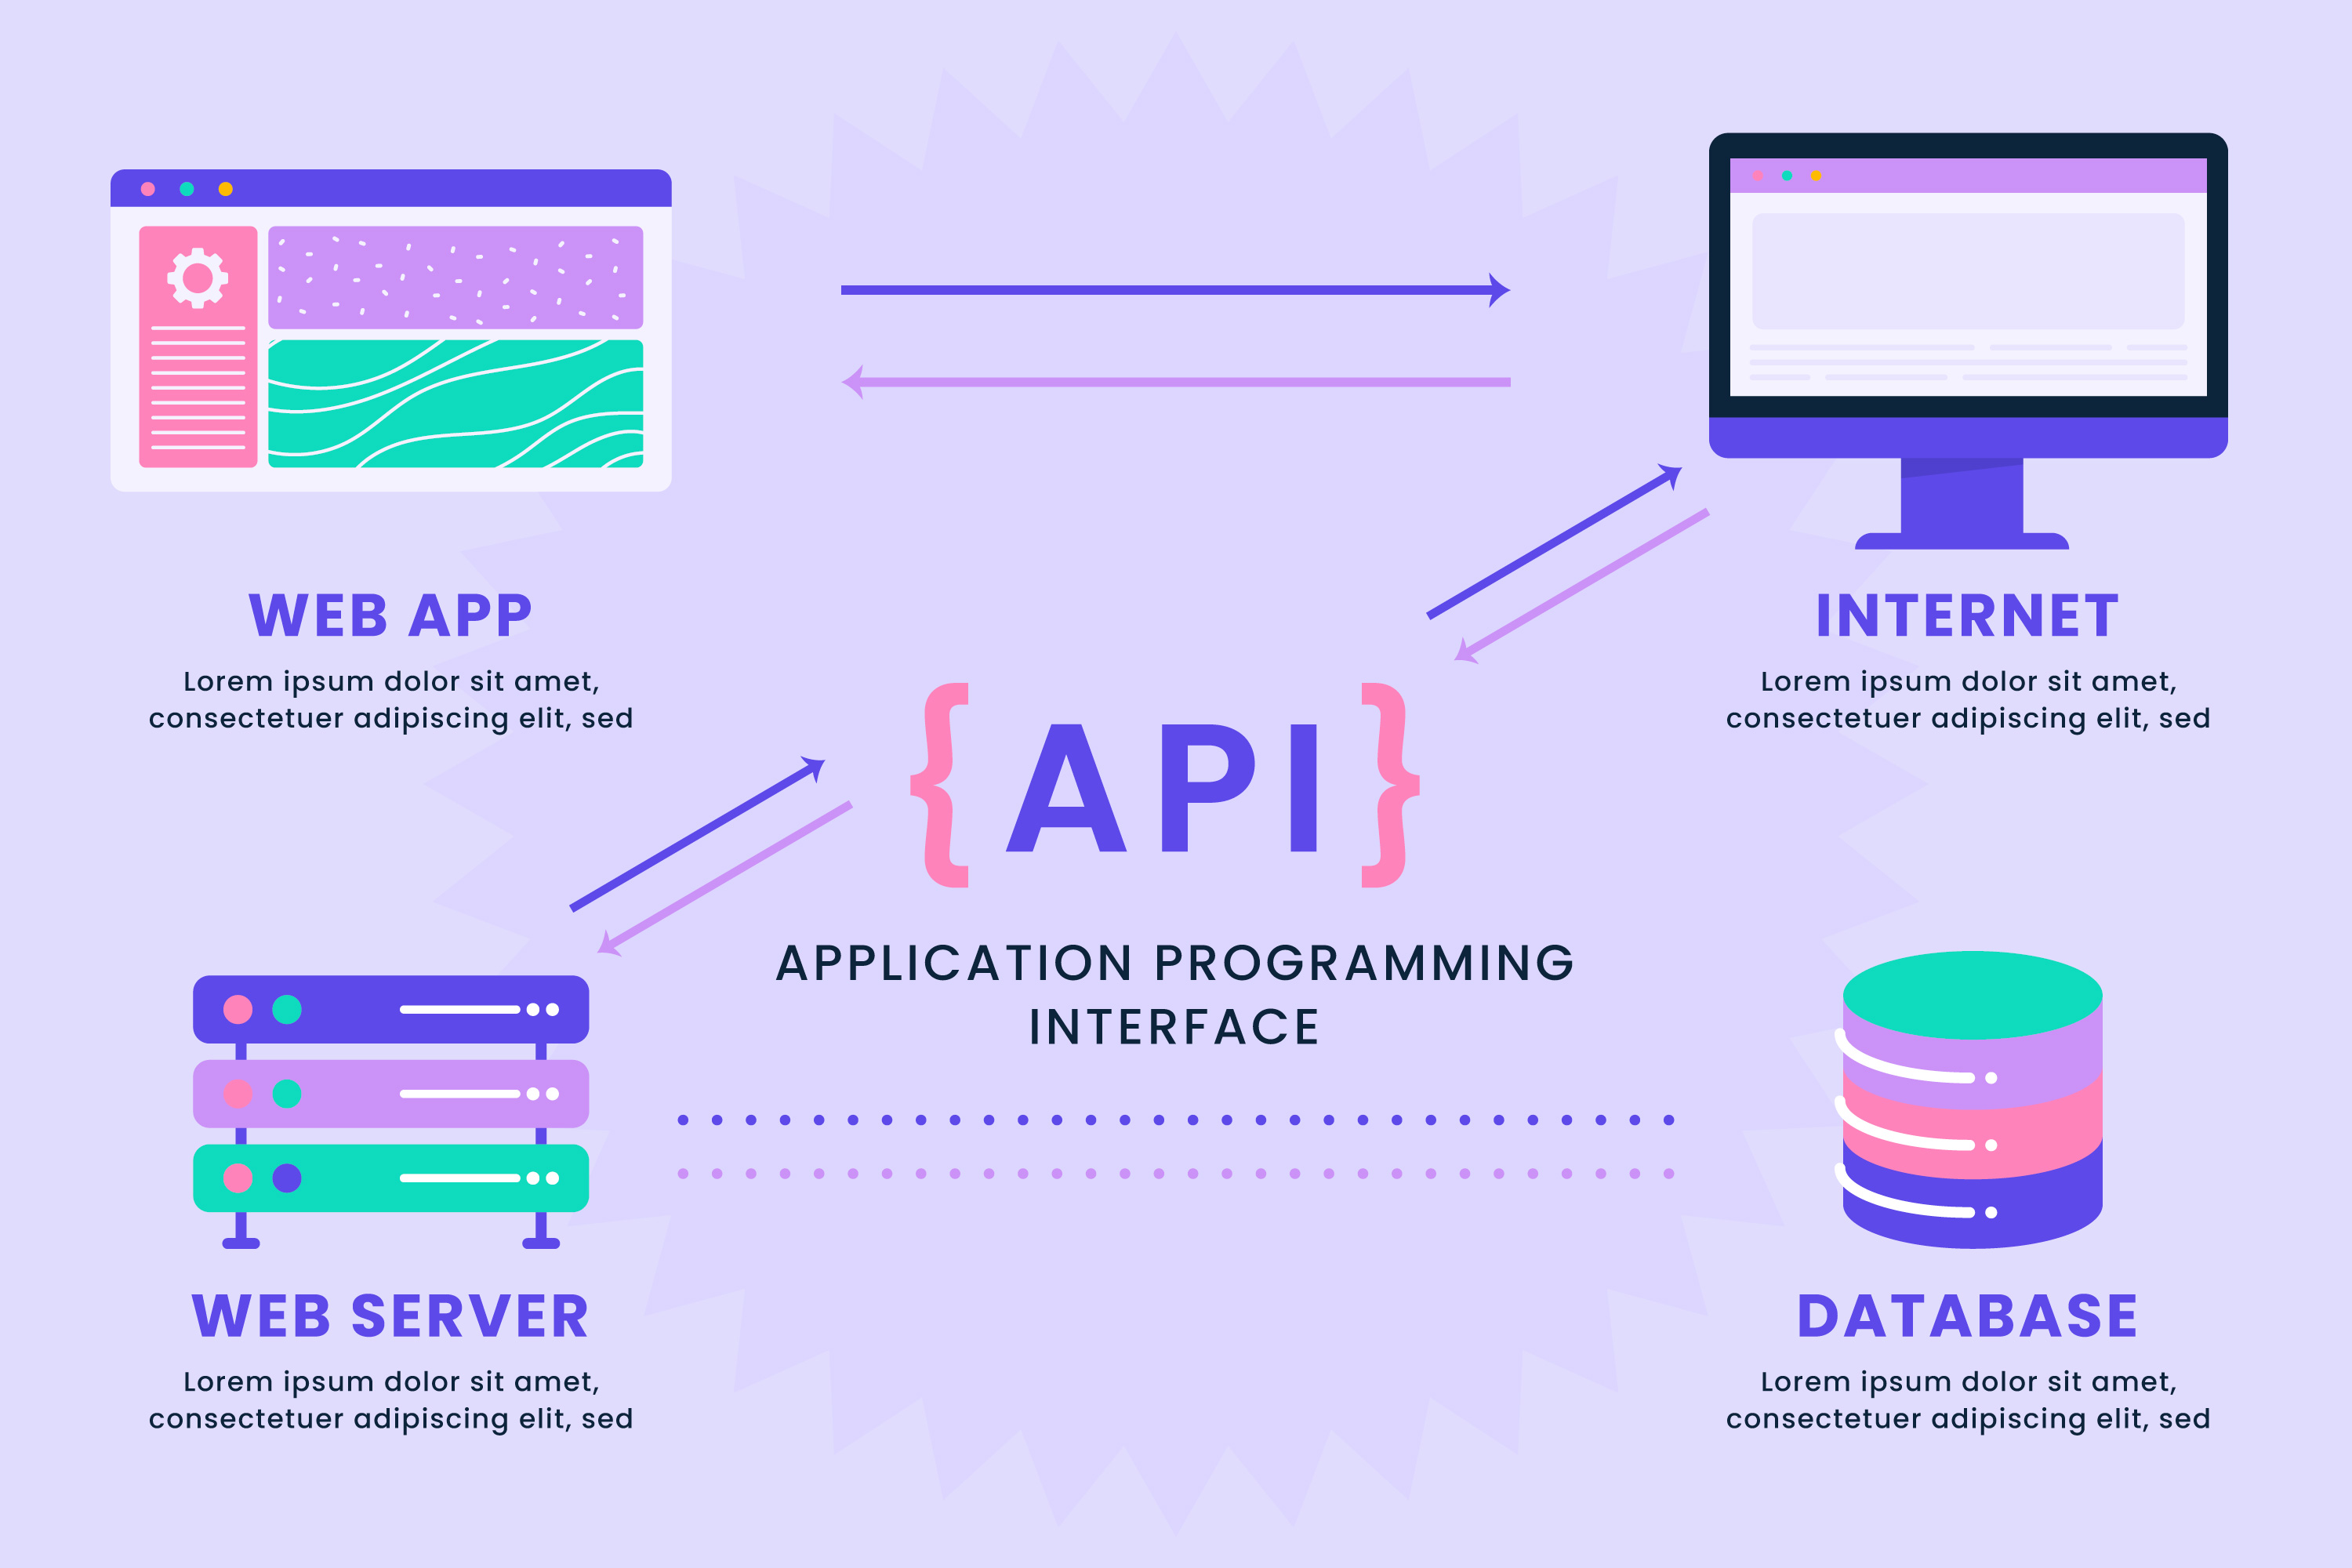 WEB APP
Lorem ipsum dolor sit amet,
consectetuer adipiscing elit, sed
INTERNET
Lorem ipsum dolor sit amet,
consectetuer adipiscing elit, sed
{API}
APPLICATION PROGRAMMING
INTERFACE
WEB SERVER
Lorem ipsum dolor sit amet,
consectetuer adipiscing elit, sed
DATABASE
Lorem ipsum dolor sit amet,
consectetuer adipiscing elit, sed